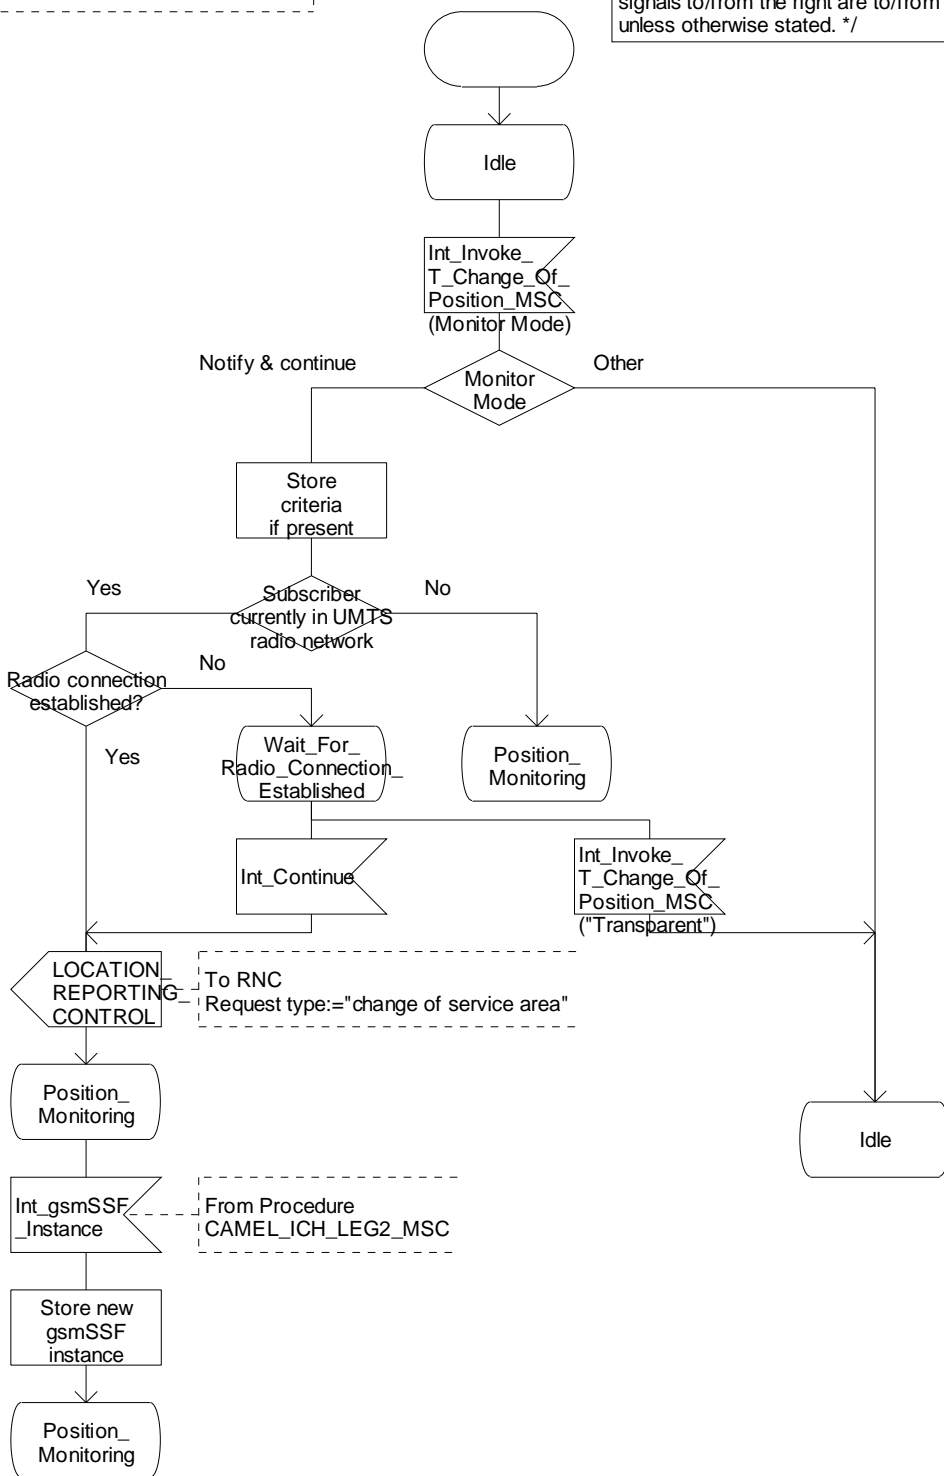 signals to/from the right are to/from
unless otherwise stated. */
Idle
Int_Invoke_
T_Change_Of_
Position_MSC
(Monitor Mode)
Notify & continue
Monitor
Mode
Other
Store
criteria
if present
Yes
Subscriber
currently in UMTS
radio network
No
Radio connection
established?
No
Yes
Wait_For_
Radio_Connection_
Established
Position_
Monitoring
Int_Continue
Int_Invoke_
T_Change_Of_
Position_MSC
("Transparent")
LOCATION_
REPORTING_
CONTROL
To RNC
Request type:="change of service area"
Position_
Monitoring
Idle
Int_gsmSSF
_Instance
From Procedure
CAMEL_ICH_LEG2_MSC
Store new
gsmSSF
instance
Position_
Monitoring